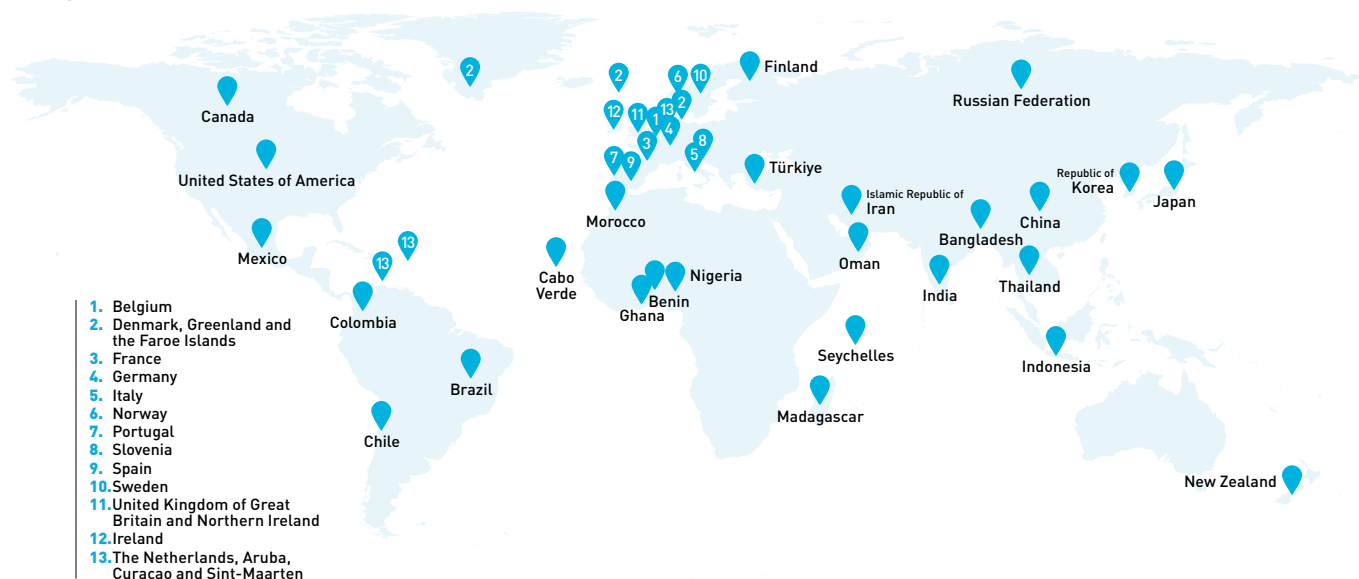 2
2
6
10
Finland
Russian Federation
Canada
12
11
1
13
2
4
3
8
5
7
9
United States of America
Türkiye
Republic of
Korea
Japan
Islamic Republic of
Iran
China
Morocco
Bangladesh
Mexico
13
13
Cabo
Verde
Nigeria
Benin
Ghana
Oman
India
Thailand
Colombia
Seychelles
Indonesia
Brazil
Madagascar
Chile
New Zealand
1. Belgium
2. Denmark, Greenland and
the Faroe Islands
3. France
4. Germany
5. Italy
6. Norway
7. Portugal
8. Slovenia
9. Spain
10.Sweden
11.United Kingdom of Great
Britain and Northern Ireland
12.Ireland
13.The Netherlands, Aruba,
Curacao and Sint-Maarten